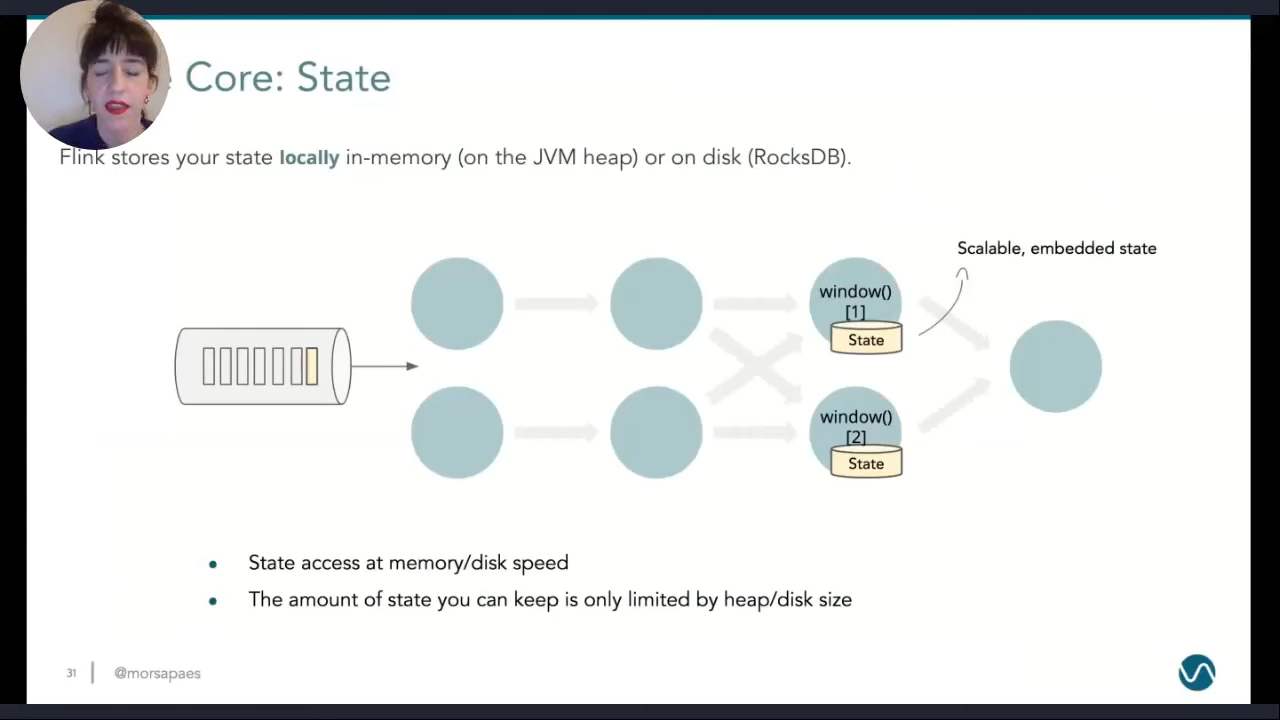 Core: State
Flink stores your state locally in-memory (on the JVM heap) or on disk (RocksDB).
Scalable, embedded state
window()
[1]
State
window()
[2]
State
State access at memory/disk speed
The amount of state you can keep is only limited by heap/disk size
31
@morsapaes